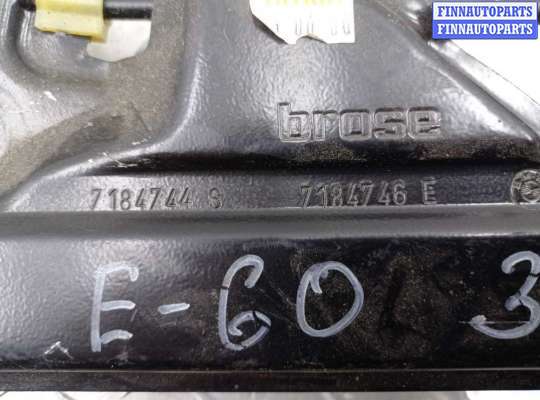 FINNAUTOPARTS
FINNAUTOPARTS
brose
7184744 S 7184746 E
E-60 3